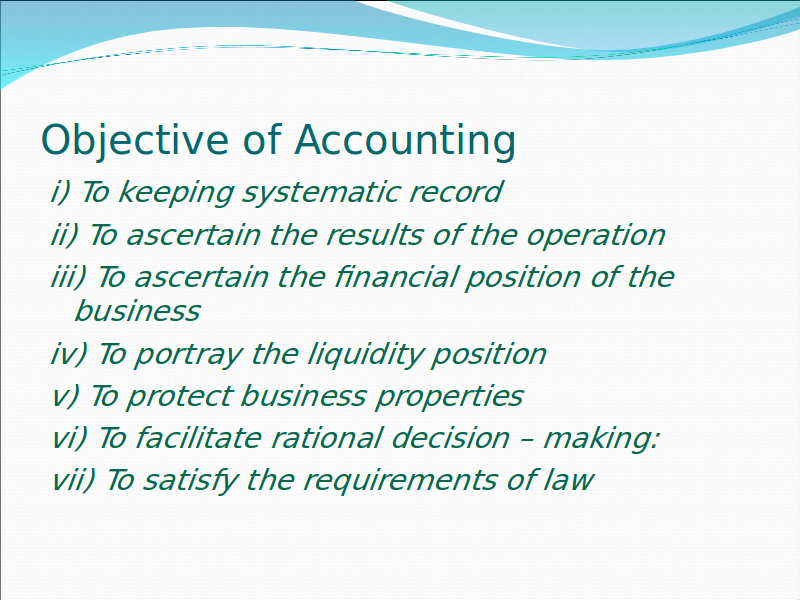 Objective of Accounting
i) To keeping systematic record
ii) To ascertain the results of the operation
iii) To ascertain the financial position of the
business
iv) To portray the liquidity position
v) To protect business properties
vi) To facilitate rational decision – making:
vii) To satisfy the requirements of law